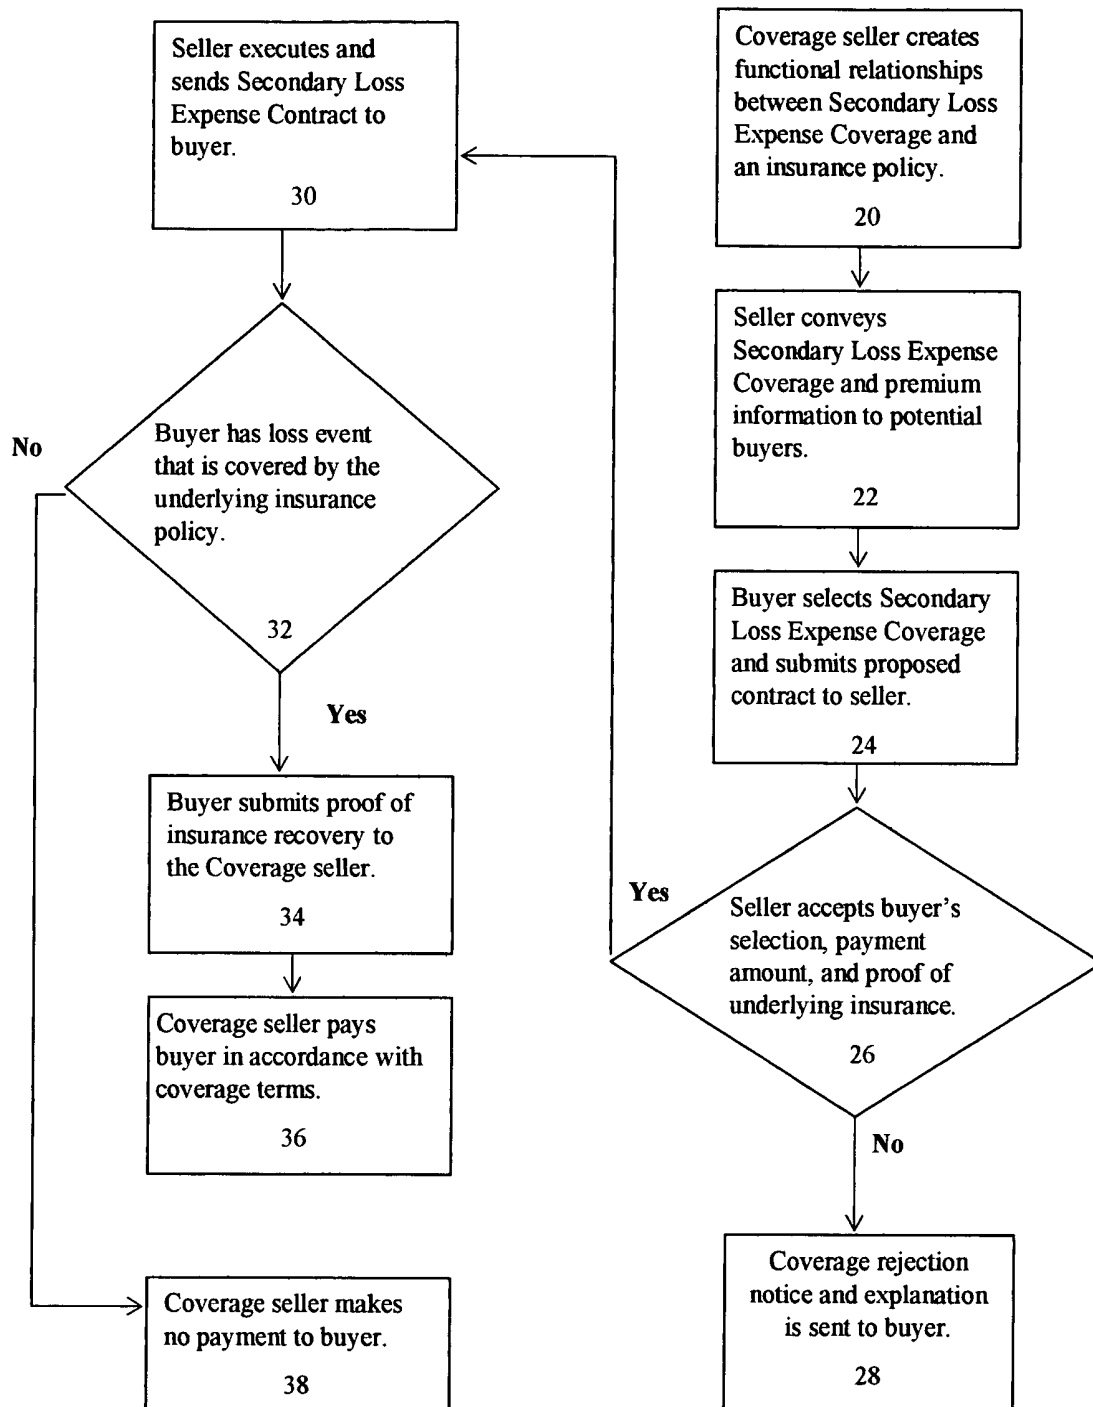 Seller executes and
sends Secondary Loss
Expense Contract to
buyer.
30
Coverage seller creates
functional relationships
between Secondary Loss
Expense Coverage and
an insurance policy.
20
Seller conveys
Secondary Loss Expense
Coverage and premium
information to potential
buyers.
22
No
Buyer has loss event
that is covered by the
underlying insurance
policy.
32
Yes
Buyer selects Secondary
Loss Expense Coverage
and submits proposed
contract to seller.
24
Buyer submits proof of
insurance recovery to
the Coverage seller.
34
Yes
Seller accepts buyer's
selection, payment
amount, and proof of
underlying insurance.
26
Coverage seller pays
buyer in accordance with
coverage terms.
36
No
Coverage seller makes
no payment to buyer.
38
Coverage rejection
notice and explanation
is sent to buyer.
28